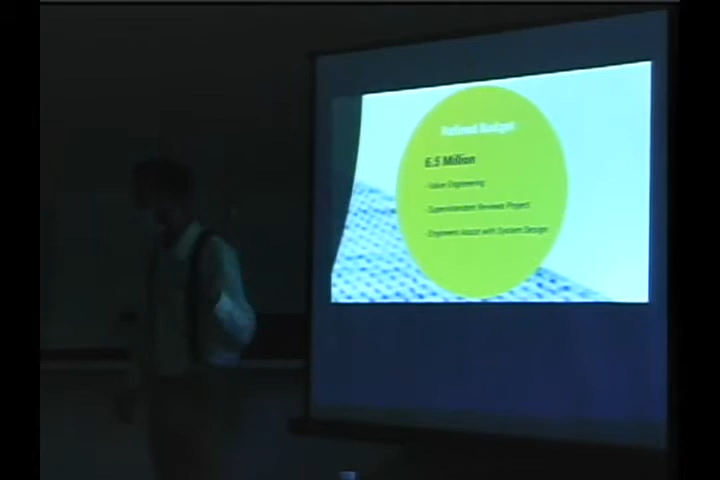 Refined Budget
6.5 Million
-Value Engineering
-Superintendent Reviews Project
-Engineers Assist with System Design